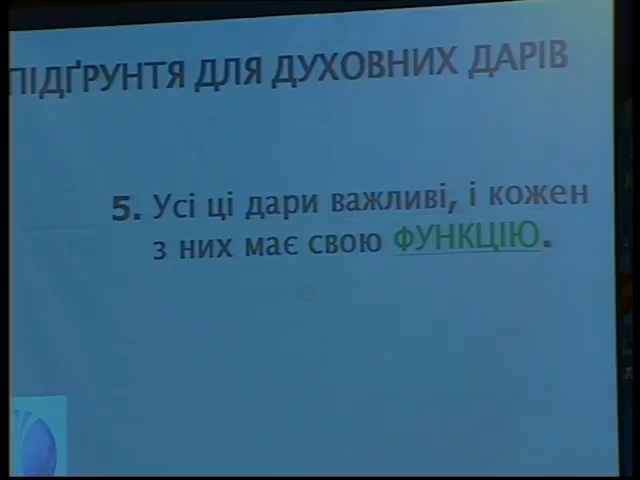 ПІДҐРУНТЯ ДЛЯ ДУХОВНИХ ДАРІВ
5. Усі ці дари важливі, і кожен
з них має свою ФУНКЦІЮ.